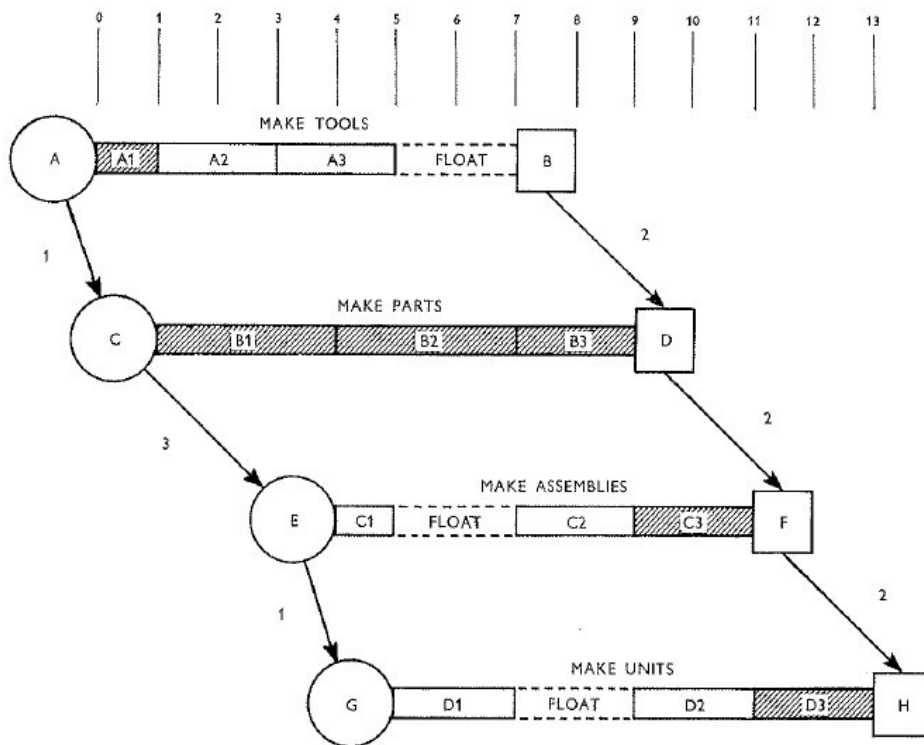 0 1 2 3 4 5 6 7 8 9 10 11 12 13
MAKE TOOLS
A A1 A2 A3 FLOAT B
1 2
MAKE PARTS
C B1 B2 B3 D
3 2
MAKE ASSEMBLIES
E C1 FLOAT C2 C3 F
1 2
MAKE UNITS
G D1 FLOAT D2 D3 H